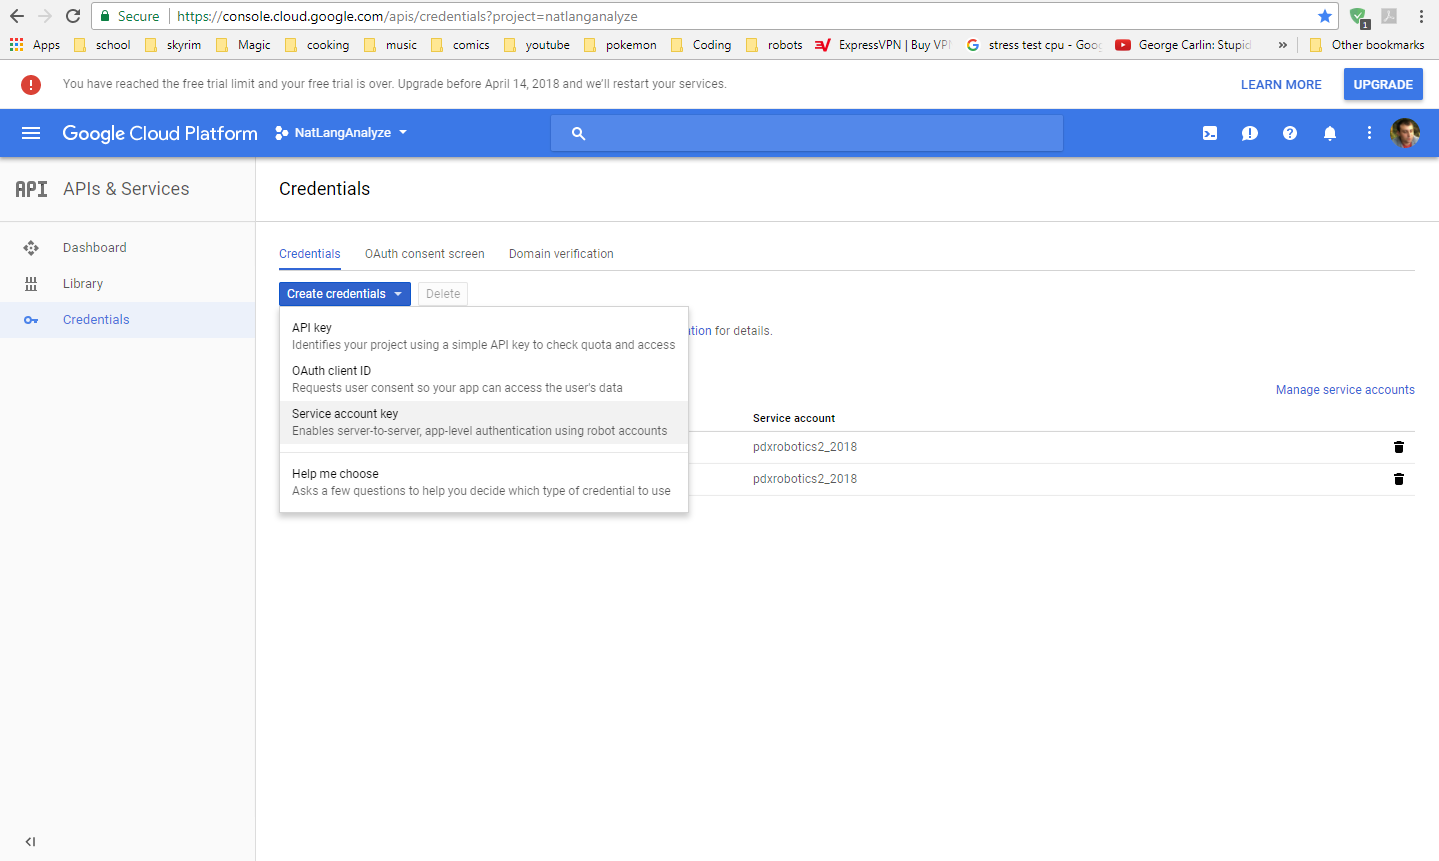 Secure https://console.cloud.google.com/apis/credentials?project=natlanganalyze
1
Apps school skyrim Magic cooking music comics youtube pokemon Coding robots ExpressVPN | Buy VP stress test cpu - Goo George Carlin: Stupid » Other bookmarks
You have reached the free trial limit and your free trial is over. Upgrade before April 14, 2018 and we'll restart your services. LEARN MORE UPGRADE
Google Cloud Platform NatLangAnalyze
API APIs & Services Credentials
Dashboard
Library
Credentials
Credentials OAuth consent screen Domain verification
Create credentials Delete
API key
Identifies your project using a simple API key to check quota and access
ation for details.
OAuth client ID
Requests user consent so your app can access the user's data
Manage service accounts
Service account key
Enables server-to-server, app-level authentication using robot accounts
Service account
pdxrobotics2_2018
Help me choose
Asks a few questions to help you decide which type of credential to use
pdxrobotics2_2018